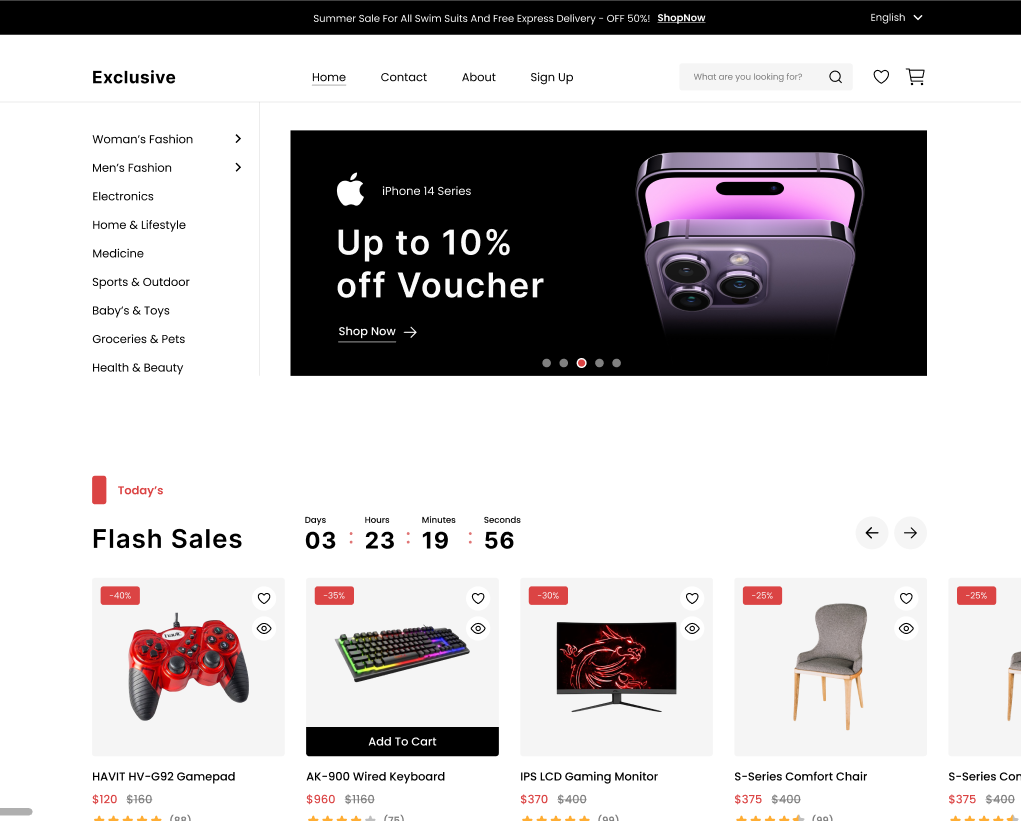 Summer Sale For All Swim Suits And Free Express Delivery - OFF 50%! ShopNow
English
Exclusive
Home Contact About Sign Up
What are you looking for?
Woman's Fashion
Men's Fashion
Electronics
Home & Lifestyle
Medicine
Sports & Outdoor
Baby's & Toys
Groceries & Pets
Health & Beauty
iPhone 14 Series
Up to 10%
off Voucher
Shop Now
Today's
Flash Sales
Days Hours Minutes Seconds
03 : 23 : 19 : 56
-40%
havit
HAVIT HV-G92 Gamepad
$120 $160
(88)
-35%
Add To Cart
AK-900 Wired Keyboard
$960 $1160
(75)
-30%
IPS LCD Gaming Monitor
$370 $400
(99)
-25%
S-Series Comfort Chair
$375 $400
(99)
-25%
S-Series Con
$375 $400